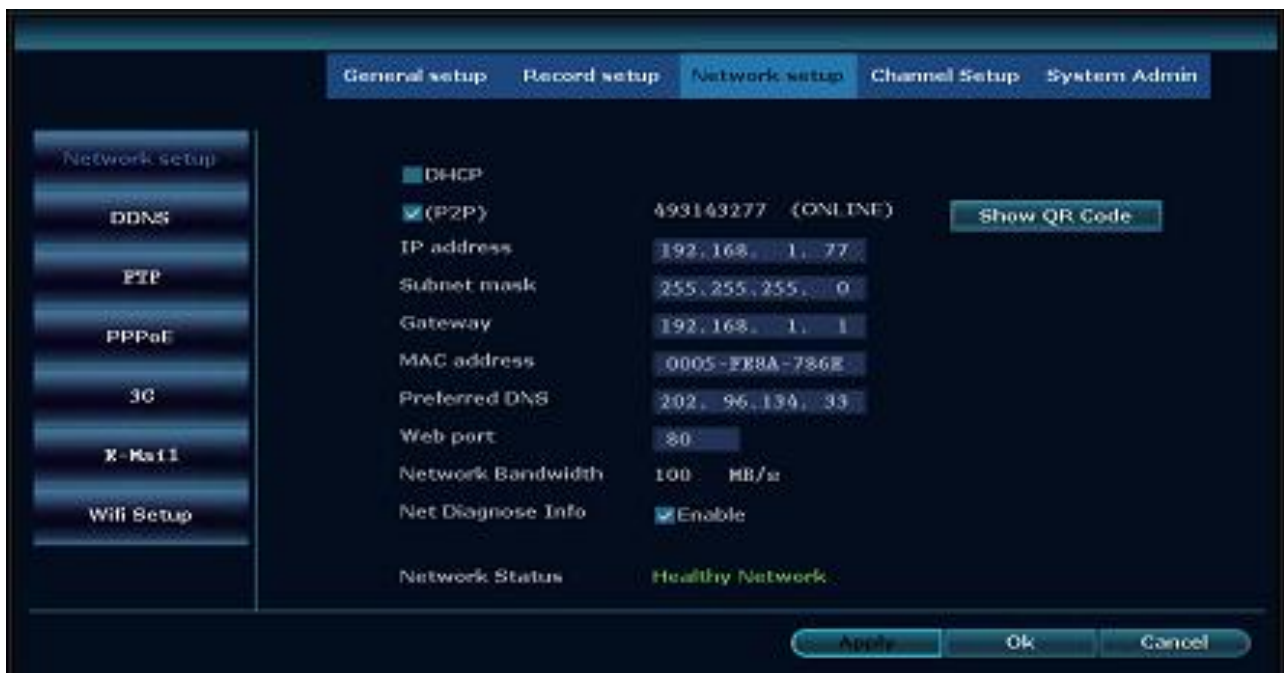 General setup Record setup Network setup Channel Setup System Admin
Network setup
DDNS
FTP
PPPoE
3G
E-Mail
Wifi Setup
DHCP
(P2P) 493143277 (ONLINE) Show QR Code
IP address 192.168. 1. 77
Subnet mask 255.255.255. 0
Gateway 192.168. 1. 1
MAC address 0005-FE8A-786E
Preferred DNS 202. 96.134. 33
Web port 80
Network Bandwidth 100 MB/s
Net Diagnose Info Enable
Network Status Healthy Network
Apply Ok Cancel